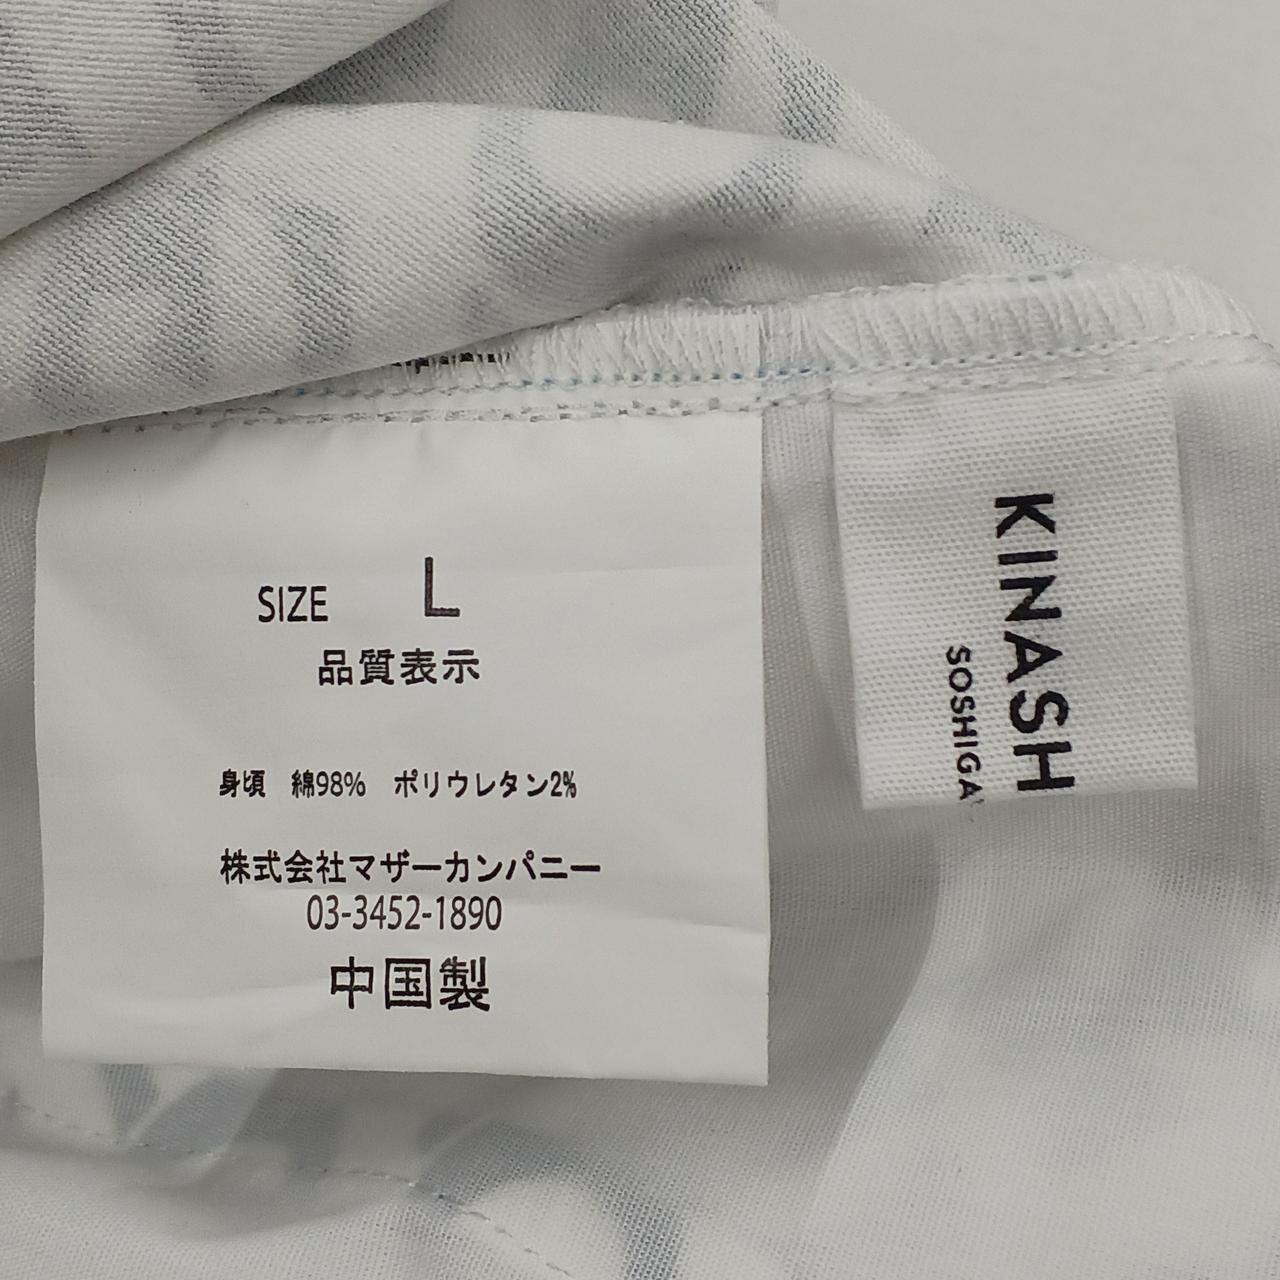 SIZE L
品質表示
身頃 綿98% ポリウレタン2%
株式会社マザーカンパニー
03-3452-1890
中国製
KINASH
SOSHIGA